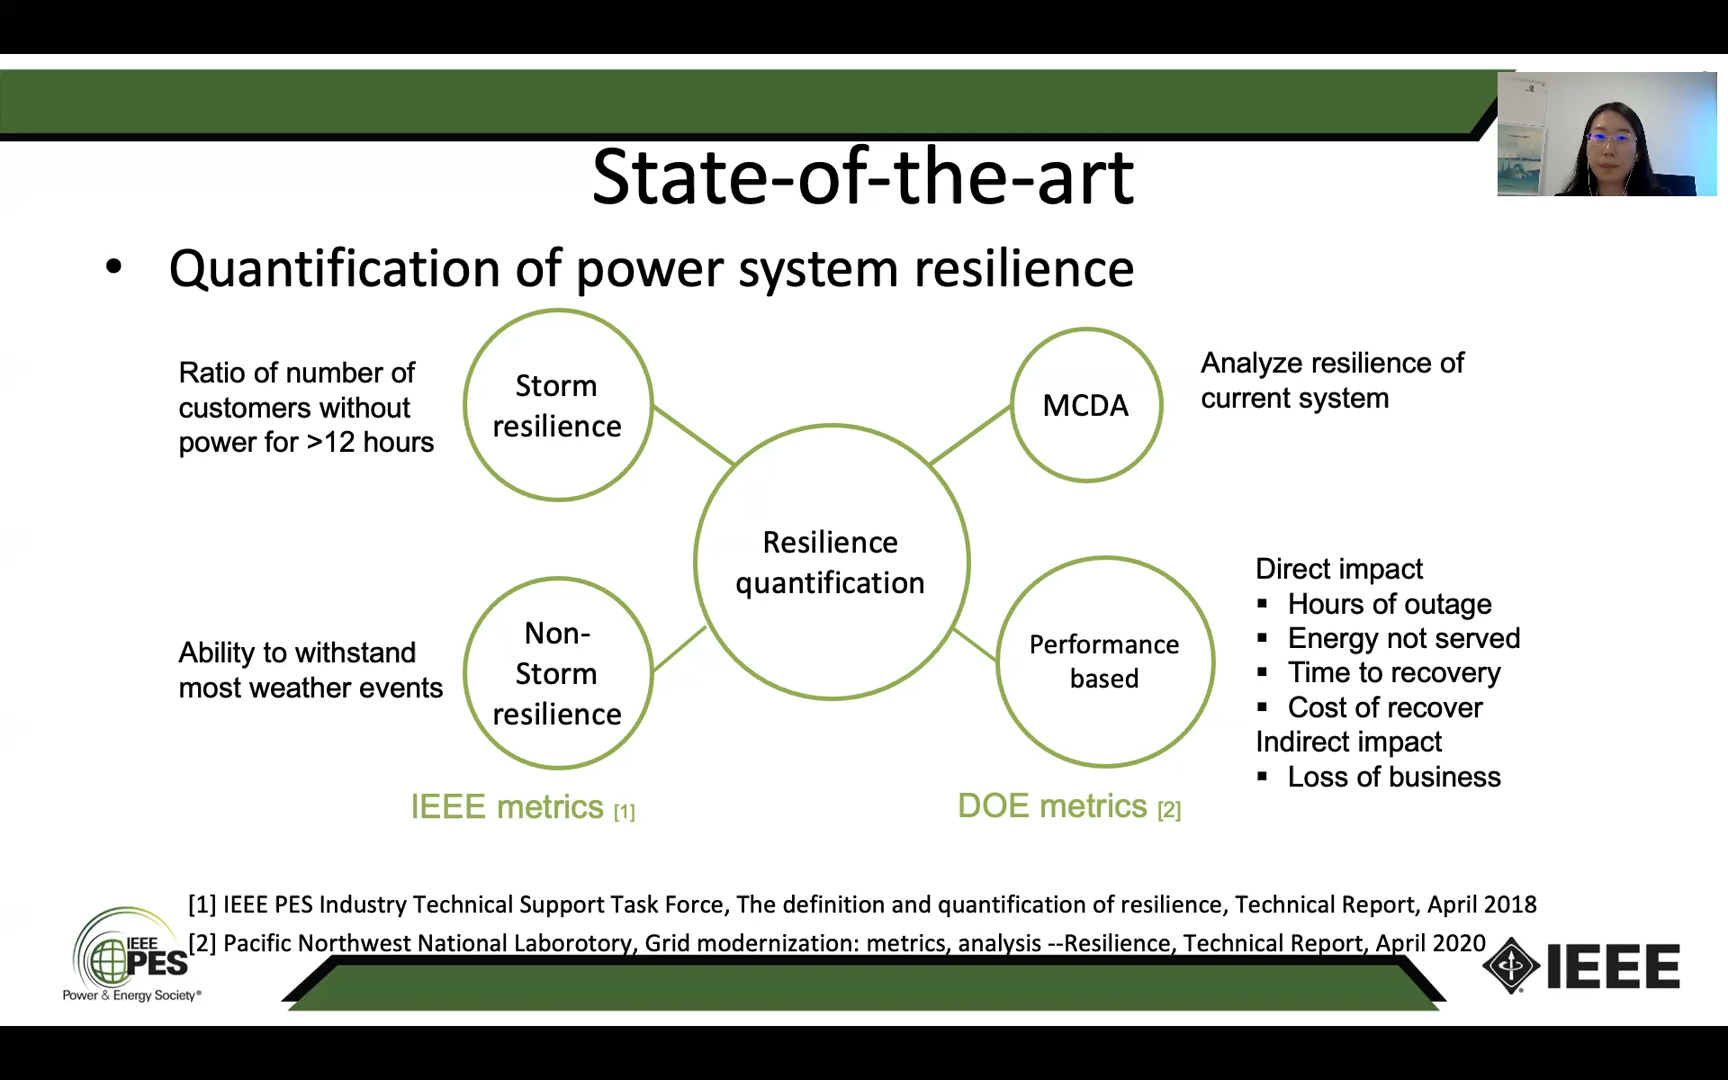 State-of-the-art
• Quantification of power system resilience
Ratio of number of
customers without
power for >12 hours
Storm
resilience
MCDA
Analyze resilience of
current system
Resilience
quantification
Ability to withstand
most weather events
Non-
Storm
resilience
Performance
based
Direct impact
▪ Hours of outage
▪ Energy not served
▪ Time to recovery
▪ Cost of recover
Indirect impact
▪ Loss of business
IEEE metrics [1]
DOE metrics [2]
[1] IEEE PES Industry Technical Support Task Force, The definition and quantification of resilience, Technical Report, April 2018
[2] Pacific Northwest National Laborotory, Grid modernization: metrics, analysis --Resilience, Technical Report, April 2020
IEEE
PES
Power & Energy Society®
IEEE